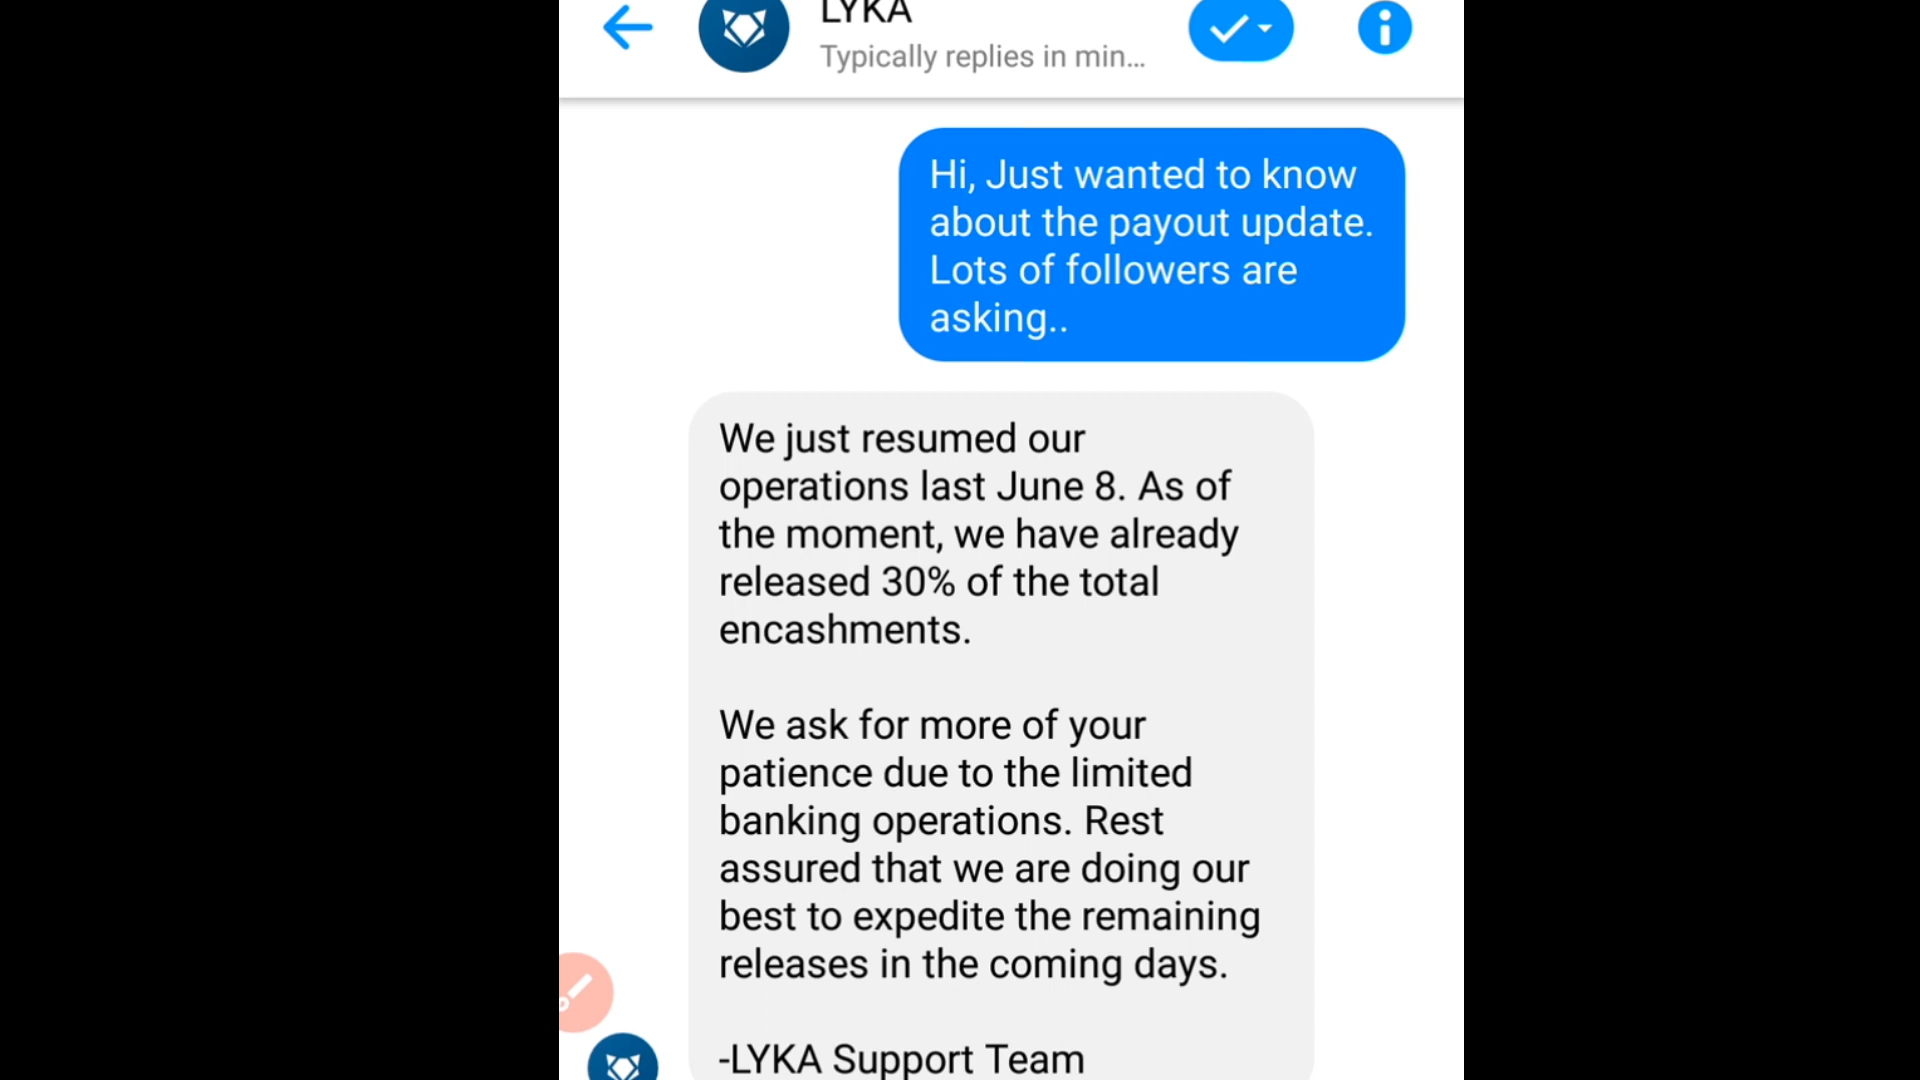 LYKA
Typically replies in min...
Hi, Just wanted to know
about the payout update.
Lots of followers are
asking..
We just resumed our
operations last June 8. As of
the moment, we have already
released 30% of the total
encashments.
We ask for more of your
patience due to the limited
banking operations. Rest
assured that we are doing our
best to expedite the remaining
releases in the coming days.
-LYKA Support Team